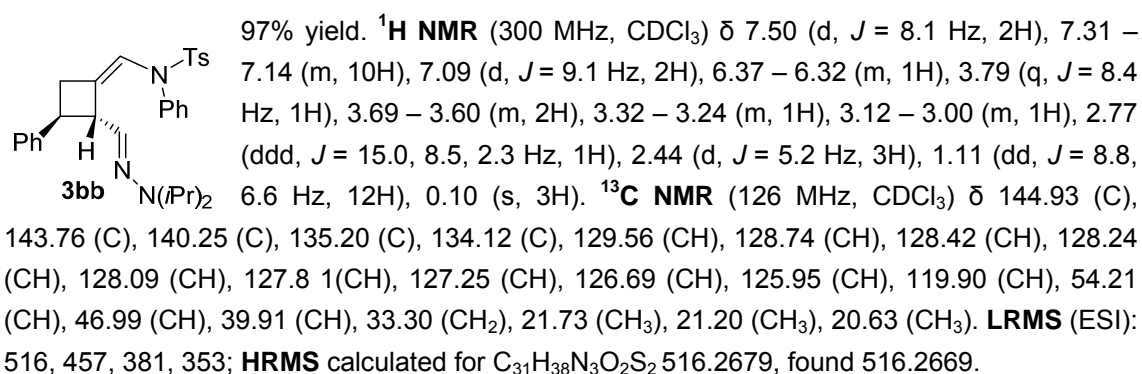 97% yield. ¹H NMR (300 MHz, CDCl₃) δ 7.50 (d, J = 8.1 Hz, 2H), 7.31 –
7.14 (m, 10H), 7.09 (d, J = 9.1 Hz, 2H), 6.37 – 6.32 (m, 1H), 3.79 (q, J = 8.4
Hz, 1H), 3.69 – 3.60 (m, 2H), 3.32 – 3.24 (m, 1H), 3.12 – 3.00 (m, 1H), 2.77
(ddd, J = 15.0, 8.5, 2.3 Hz, 1H), 2.44 (d, J = 5.2 Hz, 3H), 1.11 (dd, J = 8.8,
6.6 Hz, 12H), 0.10 (s, 3H). ¹³C NMR (126 MHz, CDCl₃) δ 144.93 (C),
143.76 (C), 140.25 (C), 135.20 (C), 134.12 (C), 129.56 (CH), 128.74 (CH), 128.42 (CH), 128.24
(CH), 128.09 (CH), 127.8 1(CH), 127.25 (CH), 126.69 (CH), 125.95 (CH), 119.90 (CH), 54.21
(CH), 46.99 (CH), 39.91 (CH), 33.30 (CH₂), 21.73 (CH₃), 21.20 (CH₃), 20.63 (CH₃). LRMS (ESI):
516, 457, 381, 353; HRMS calculated for C₃₁H₃₈N₃O₂S₂ 516.2679, found 516.2669.
N Ts
Ph
Ph
H
N
3bb N(iPr)₂